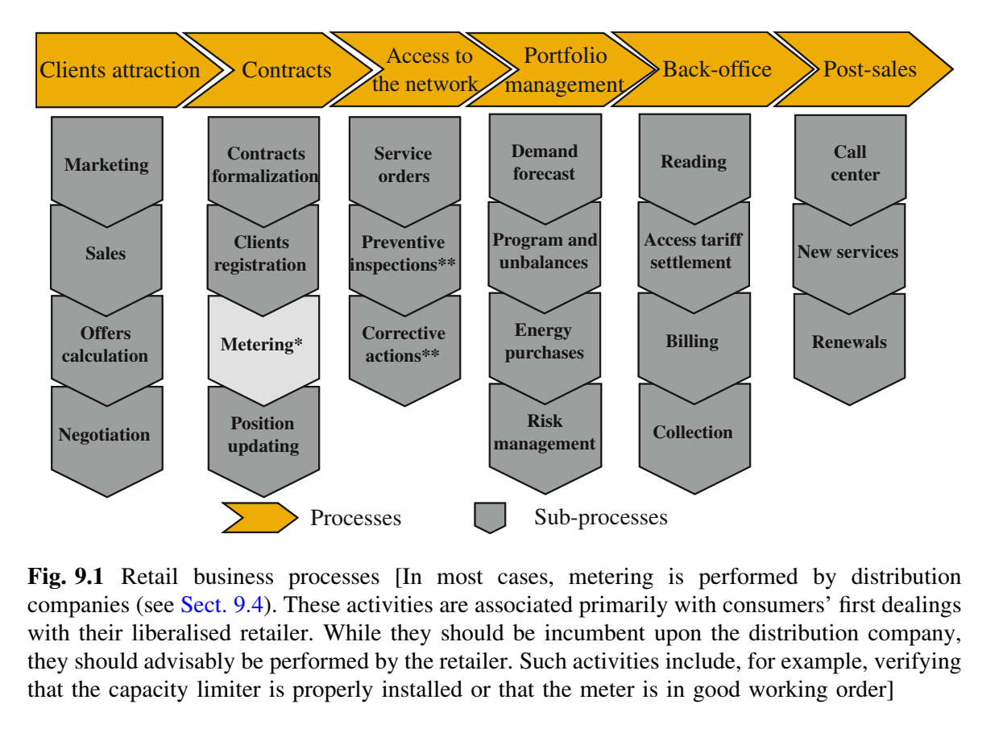 Clients attraction
Contracts
Access to
the network
Portfolio
management
Back-office
Post-sales
Marketing
Sales
Offers
calculation
Negotiation
Contracts
formalization
Clients
registration
Metering*
Position
updating
Service
orders
Preventive
inspections**
Corrective
actions**
Demand
forecast
Program and
unbalances
Energy
purchases
Risk
management
Reading
Access tariff
settlement
Billing
Collection
Call
center
New services
Renewals
Processes
Sub-processes
Fig. 9.1 Retail business processes [In most cases, metering is performed by distribution
companies (see Sect. 9.4). These activities are associated primarily with consumers’ first dealings
with their liberalised retailer. While they should be incumbent upon the distribution company,
they should advisably be performed by the retailer. Such activities include, for example, verifying
that the capacity limiter is properly installed or that the meter is in good working order]